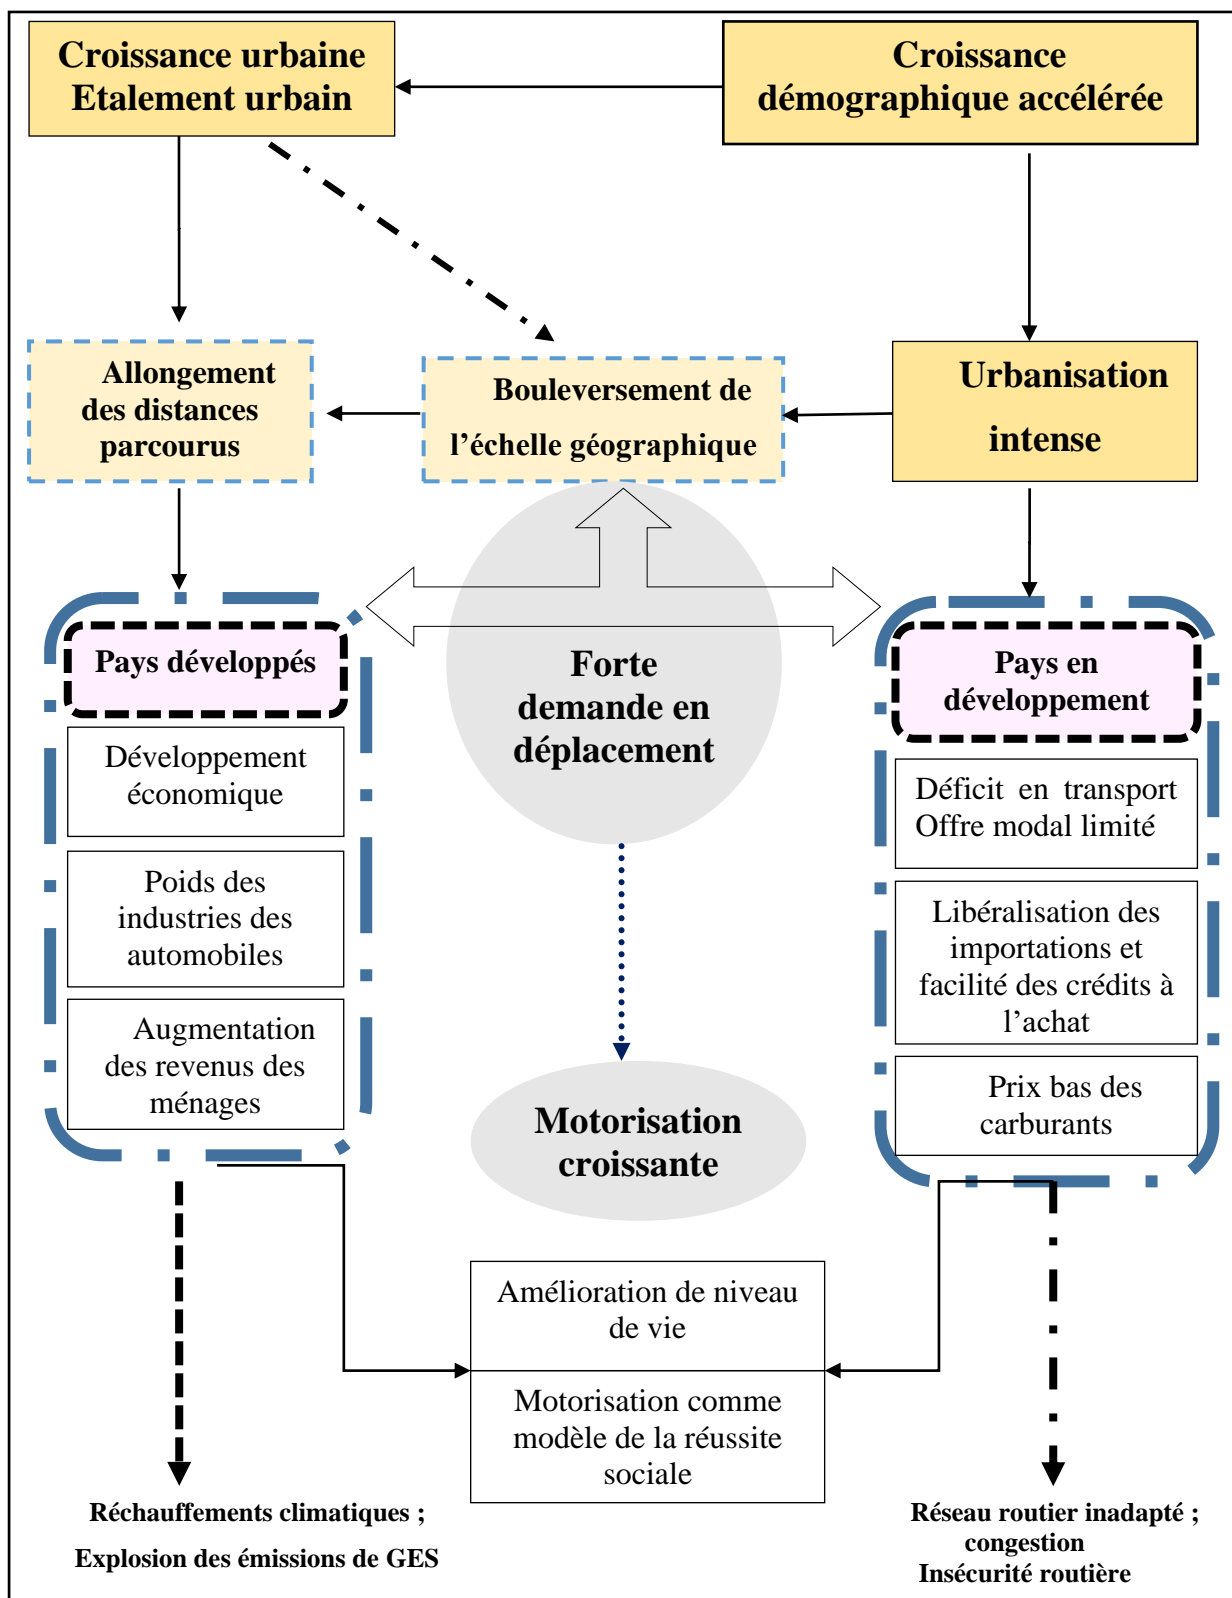 Croissance urbaine
Etalement urbain
Croissance
démographique accélérée
Allongement
des distances
parcourus
Bouleversement de
l’échelle géographique
Urbanisation
intense
Pays développés
Développement
économique
Poids des
industries des
automobiles
Augmentation
des revenus des
ménages
Forte
demande en
déplacement
Motorisation
croissante
Pays en
développement
Déficit en transport
Offre modal limité
Libéralisation des
importations et
facilité des crédits à
l’achat
Prix bas des
carburants
Amélioration de niveau
de vie
Motorisation comme
modèle de la réussite
sociale
Réchauffements climatiques ;
Explosion des émissions de GES
Réseau routier inadapté ;
congestion
Insécurité routière